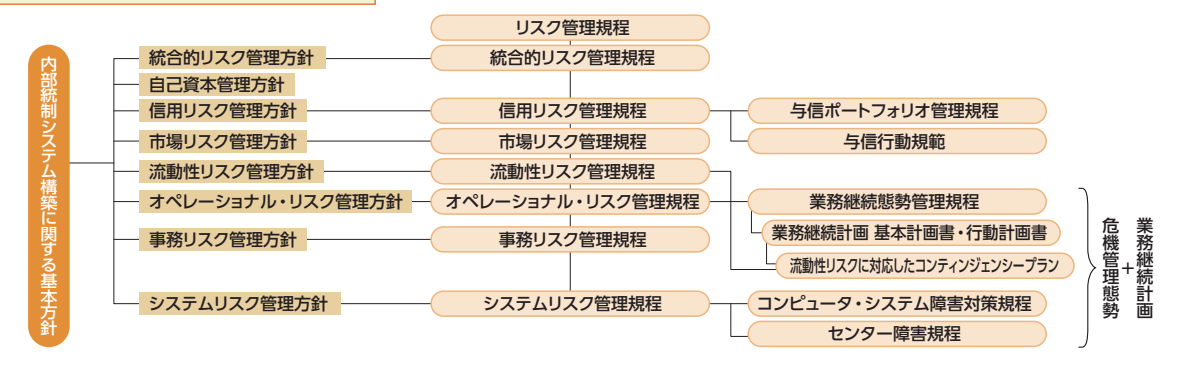 内部統制システム構築に関する基本方針
リスク管理規程
統合的リスク管理方針
統合的リスク管理規程
自己資本管理方針
信用リスク管理方針
信用リスク管理規程
与信ポートフォリオ管理規程
市場リスク管理方針
市場リスク管理規程
与信行動規範
流動性リスク管理方針
流動性リスク管理規程
オペレーショナル・リスク管理方針
オペレーショナル・リスク管理規程
業務継続態勢管理規程
業務継続計画 基本計画書・行動計画書
事務リスク管理方針
事務リスク管理規程
流動性リスクに対応したコンティンジェンシープラン
システムリスク管理方針
システムリスク管理規程
コンピュータ・システム障害対策規程
センター障害規程
業務継続計画
+
危機管理態勢